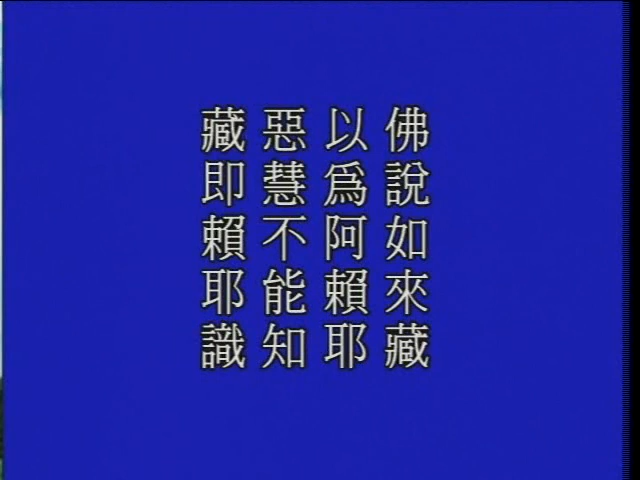 佛說如來藏
以爲阿賴耶
惡慧不能知
藏即賴耶識